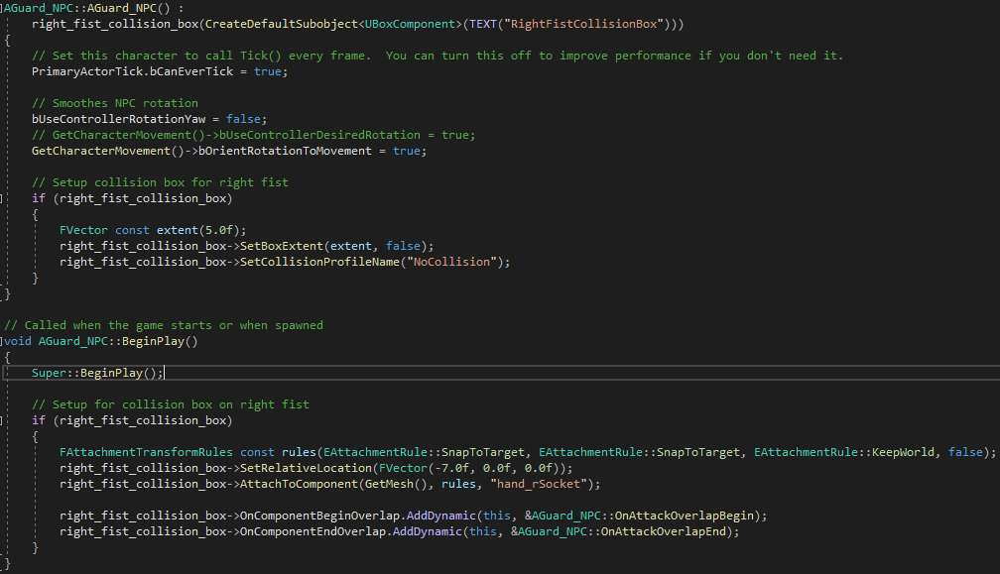 AGuard_NPC::AGuard_NPC() :
    right_fist_collision_box(CreateDefaultSubobject<UBoxComponent>(TEXT("RightFistCollisionBox")))
{
    // Set this character to call Tick() every frame.  You can turn this off to improve performance if you don't need it.
    PrimaryActorTick.bCanEverTick = true;

    // Smoothes NPC rotation
    bUseControllerRotationYaw = false;
    // GetCharacterMovement()->bUseControllerDesiredRotation = true;
    GetCharacterMovement()->bOrientRotationToMovement = true;

    // Setup collision box for right fist
    if (right_fist_collision_box)
    {
        FVector const extent(5.0f);
        right_fist_collision_box->SetBoxExtent(extent, false);
        right_fist_collision_box->SetCollisionProfileName("NoCollision");
    }
}

// Called when the game starts or when spawned
void AGuard_NPC::BeginPlay()
{
    Super::BeginPlay();

    // Setup for collision box on right fist
    if (right_fist_collision_box)
    {
        FAttachmentTransformRules const rules(EAttachmentRule::SnapToTarget, EAttachmentRule::SnapToTarget, EAttachmentRule::KeepWorld, false);
        right_fist_collision_box->SetRelativeLocation(FVector(-7.0f, 0.0f, 0.0f));
        right_fist_collision_box->AttachToComponent(GetMesh(), rules, "hand_rSocket");

        right_fist_collision_box->OnComponentBeginOverlap.AddDynamic(this, &AGuard_NPC::OnAttackOverlapBegin);
        right_fist_collision_box->OnComponentEndOverlap.AddDynamic(this, &AGuard_NPC::OnAttackOverlapEnd);
    }
}